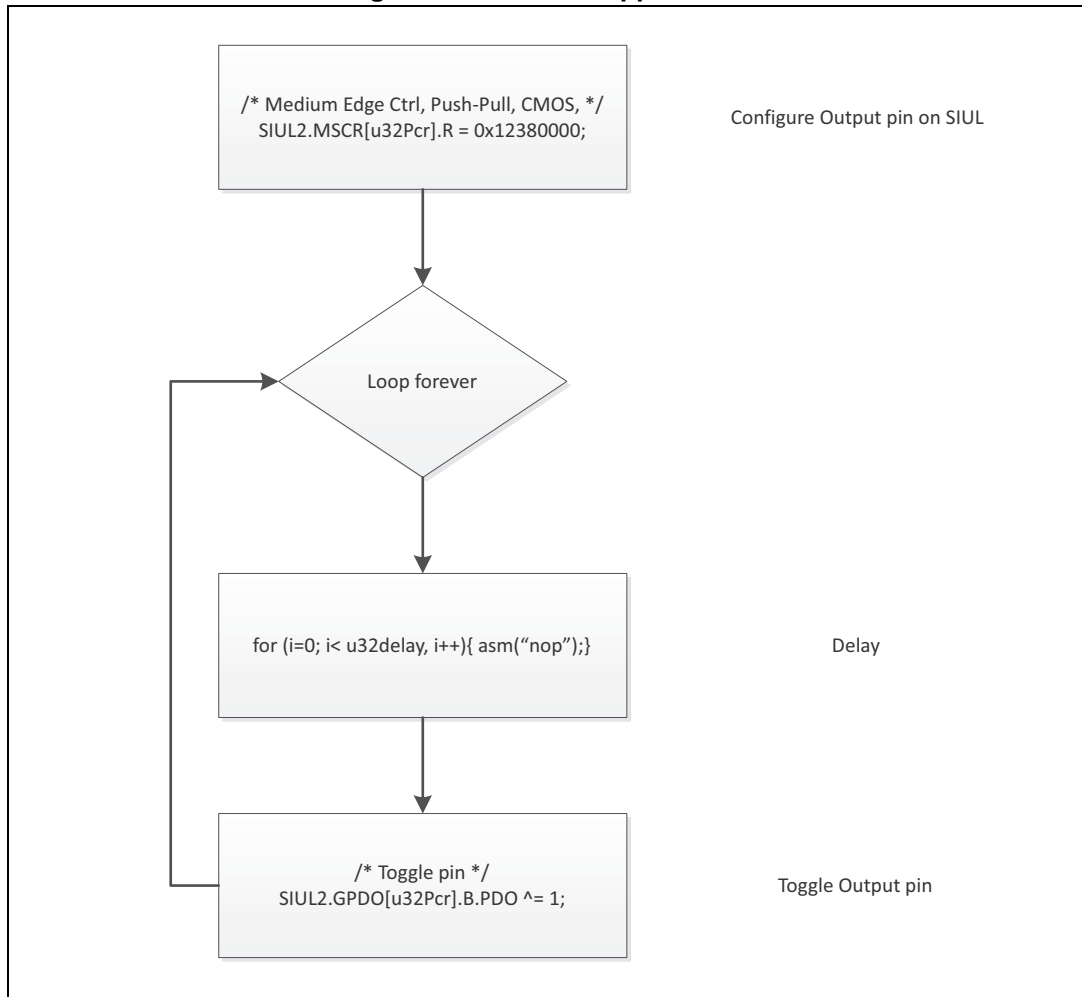 /* Medium Edge Ctrl, Push-Pull, CMOS, */
SIUL2.MSCR[u32Pcr].R = 0x12380000;
Configure Output pin on SIUL
Loop forever
for (i=0; i< u32delay, i++){ asm(“nop”);}
Delay
/* Toggle pin */
SIUL2.GPDO[u32Pcr].B.PDO ^= 1;
Toggle Output pin